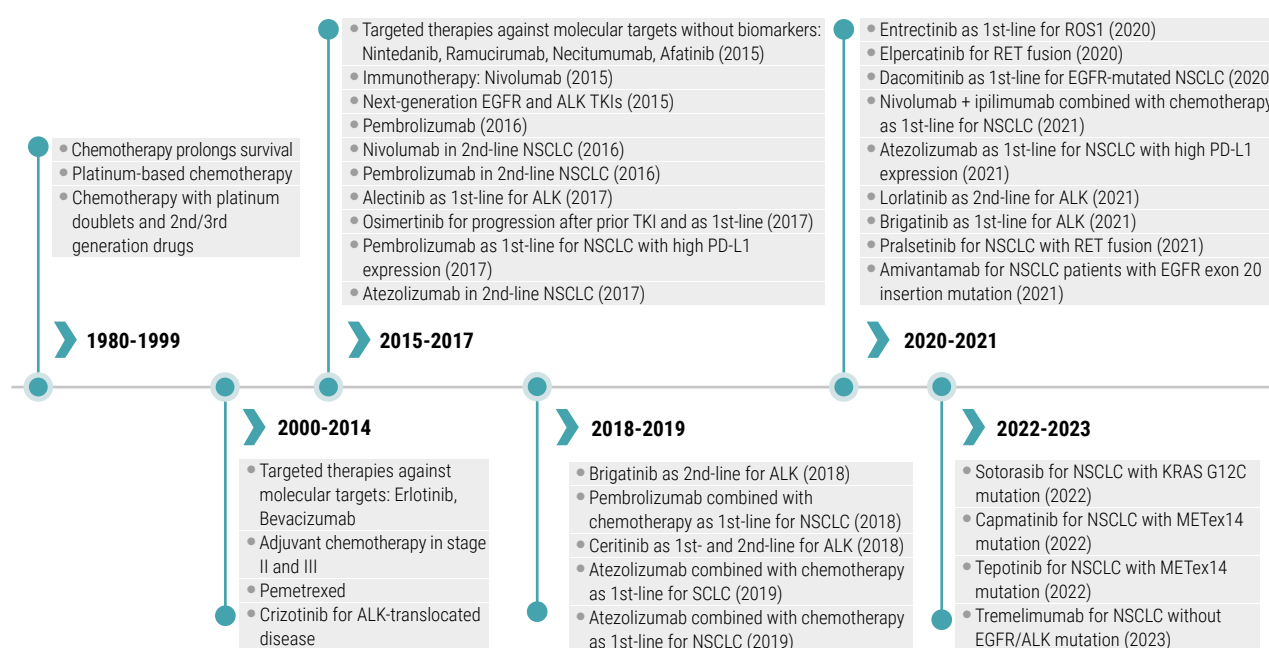 • Chemotherapy prolongs survival
• Platinum-based chemotherapy
• Chemotherapy with platinum
doublets and 2nd/3rd
generation drugs
1980-1999
2000-2014
• Targeted therapies against
molecular targets: Erlotinib,
Bevacizumab
• Adjuvant chemotherapy in stage
II and III
• Pemetrexed
• Crizotinib for ALK-translocated
disease
• Targeted therapies against molecular targets without biomarkers:
Nintedanib, Ramucirumab, Necitumumab, Afatinib (2015)
• Immunotherapy: Nivolumab (2015)
• Next-generation EGFR and ALK TKIs (2015)
• Pembrolizumab (2016)
• Nivolumab in 2nd-line NSCLC (2016)
• Pembrolizumab in 2nd-line NSCLC (2016)
• Alectinib as 1st-line for ALK (2017)
• Osimertinib for progression after prior TKI and as 1st-line (2017)
• Pembrolizumab as 1st-line for NSCLC with high PD-L1
expression (2017)
• Atezolizumab in 2nd-line NSCLC (2017)
2015-2017
2018-2019
• Brigatinib as 2nd-line for ALK (2018)
• Pembrolizumab combined with
chemotherapy as 1st-line for NSCLC (2018)
• Ceritinib as 1st- and 2nd-line for ALK (2018)
• Atezolizumab combined with chemotherapy
as 1st-line for SCLC (2019)
• Atezolizumab combined with chemotherapy
as 1st-line for NSCLC (2019)
• Entrectinib as 1st-line for ROS1 (2020)
• Elpercatinib for RET fusion (2020)
• Dacomitinib as 1st-line for EGFR-mutated NSCLC (2020
• Nivolumab + ipilimumab combined with chemotherapy
as 1st-line for NSCLC (2021)
• Atezolizumab as 1st-line for NSCLC with high PD-L1
expression (2021)
• Lorlatinib as 2nd-line for ALK (2021)
• Brigatinib as 1st-line for ALK (2021)
• Pralsetinib for NSCLC with RET fusion (2021)
• Amivantamab for NSCLC patients with EGFR exon 20
insertion mutation (2021)
2020-2021
2022-2023
• Sotorasib for NSCLC with KRAS G12C
mutation (2022)
• Capmatinib for NSCLC with METex14
mutation (2022)
• Tepotinib for NSCLC with METex14
mutation (2022)
• Tremelimumab for NSCLC without
EGFR/ALK mutation (2023)